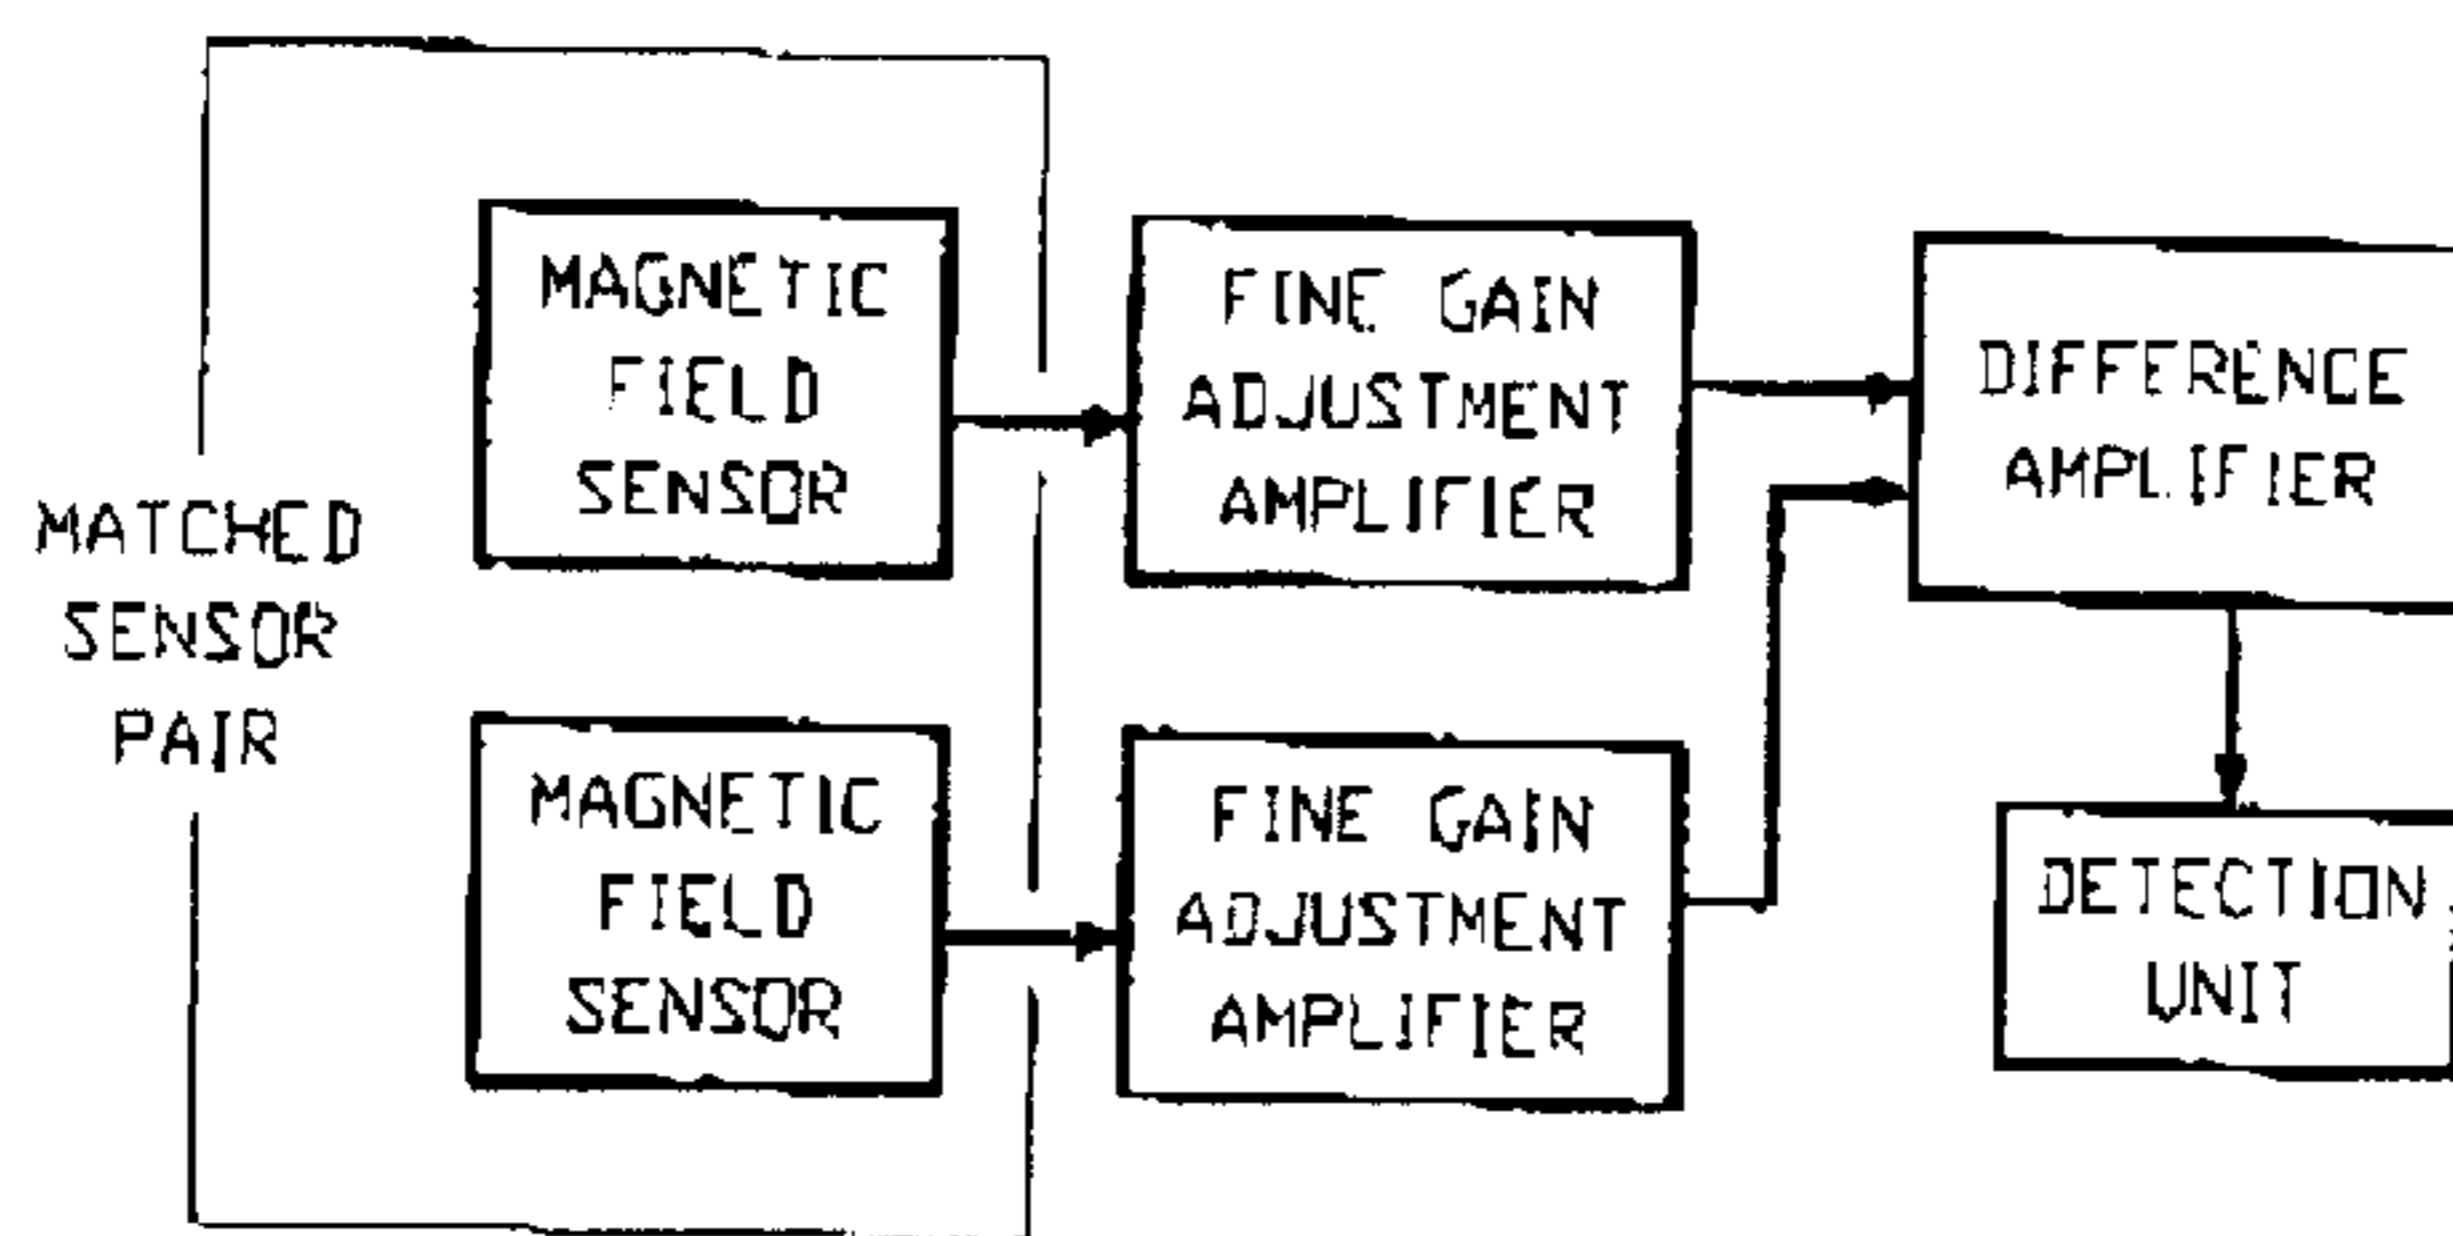 MATCHED
SENSOR
PAIR
MAGNETIC
FIELD
SENSOR
FINE GAIN
ADJUSTMENT
AMPLIFIER
DIFFERENCE
AMPLIFIER
MAGNETIC
FIELD
SENSOR
FINE GAIN
ADJUSTMENT
AMPLIFIER
DETECTION
UNIT